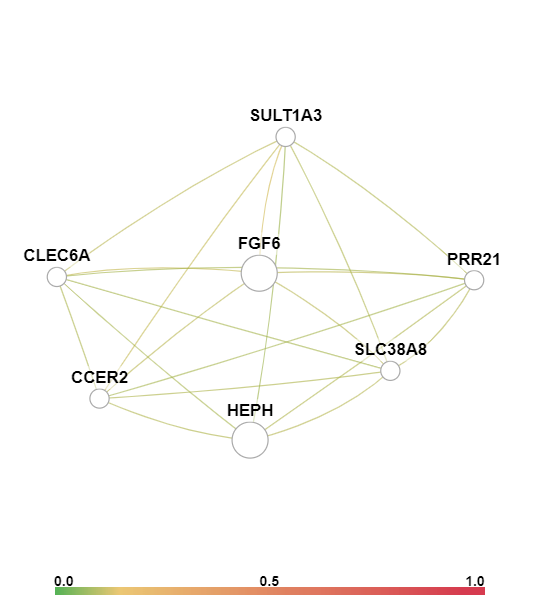 SULT1A3
FGF6
CLEC6A
PRR21
SLC38A8
CCER2
HEPH
0.0 0.5 1.0